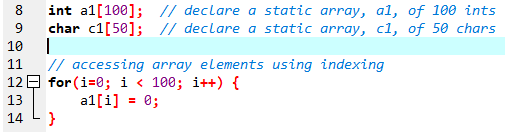 8 int a1[100]; // declare a static array, a1, of 100 ints
9 char c1[50]; // declare a static array, c1, of 50 chars
10
11 // accessing array elements using indexing
12 for(i=0; i < 100; i++) {
13 a1[i] = 0;
14 }